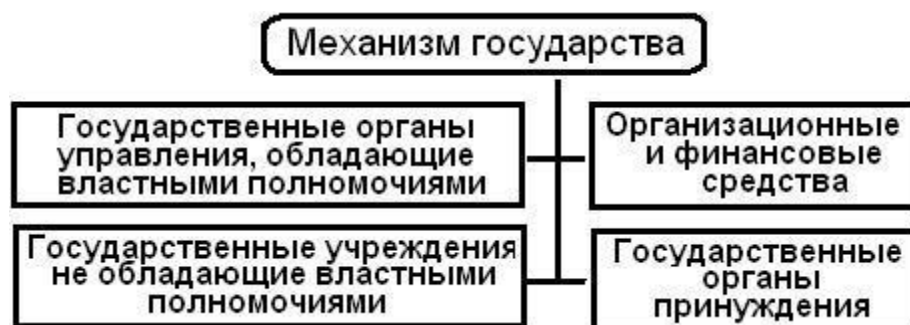 Механизм государства
Государственные органы
управления, обладающие
властными полномочиями
Организационные
и финансовые
средства
Государственные учреждения
не обладающие властными
полномочиями
Государственные
органы
принуждения